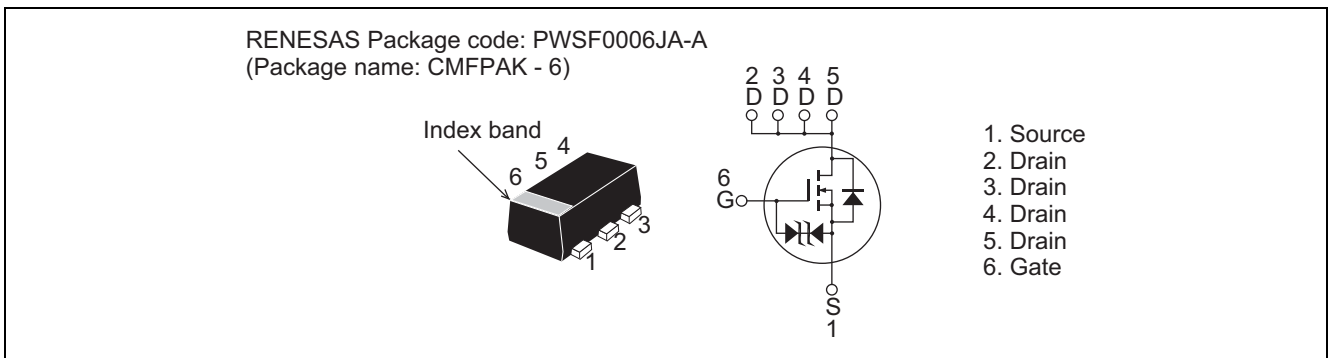 RENESAS Package code: PWSF0006JA-A
(Package name: CMFPAK - 6)
Index band
6
5
4
1
2
3
2 3 4 5
D D D D
6
G
S
1
1. Source
2. Drain
3. Drain
4. Drain
5. Drain
6. Gate